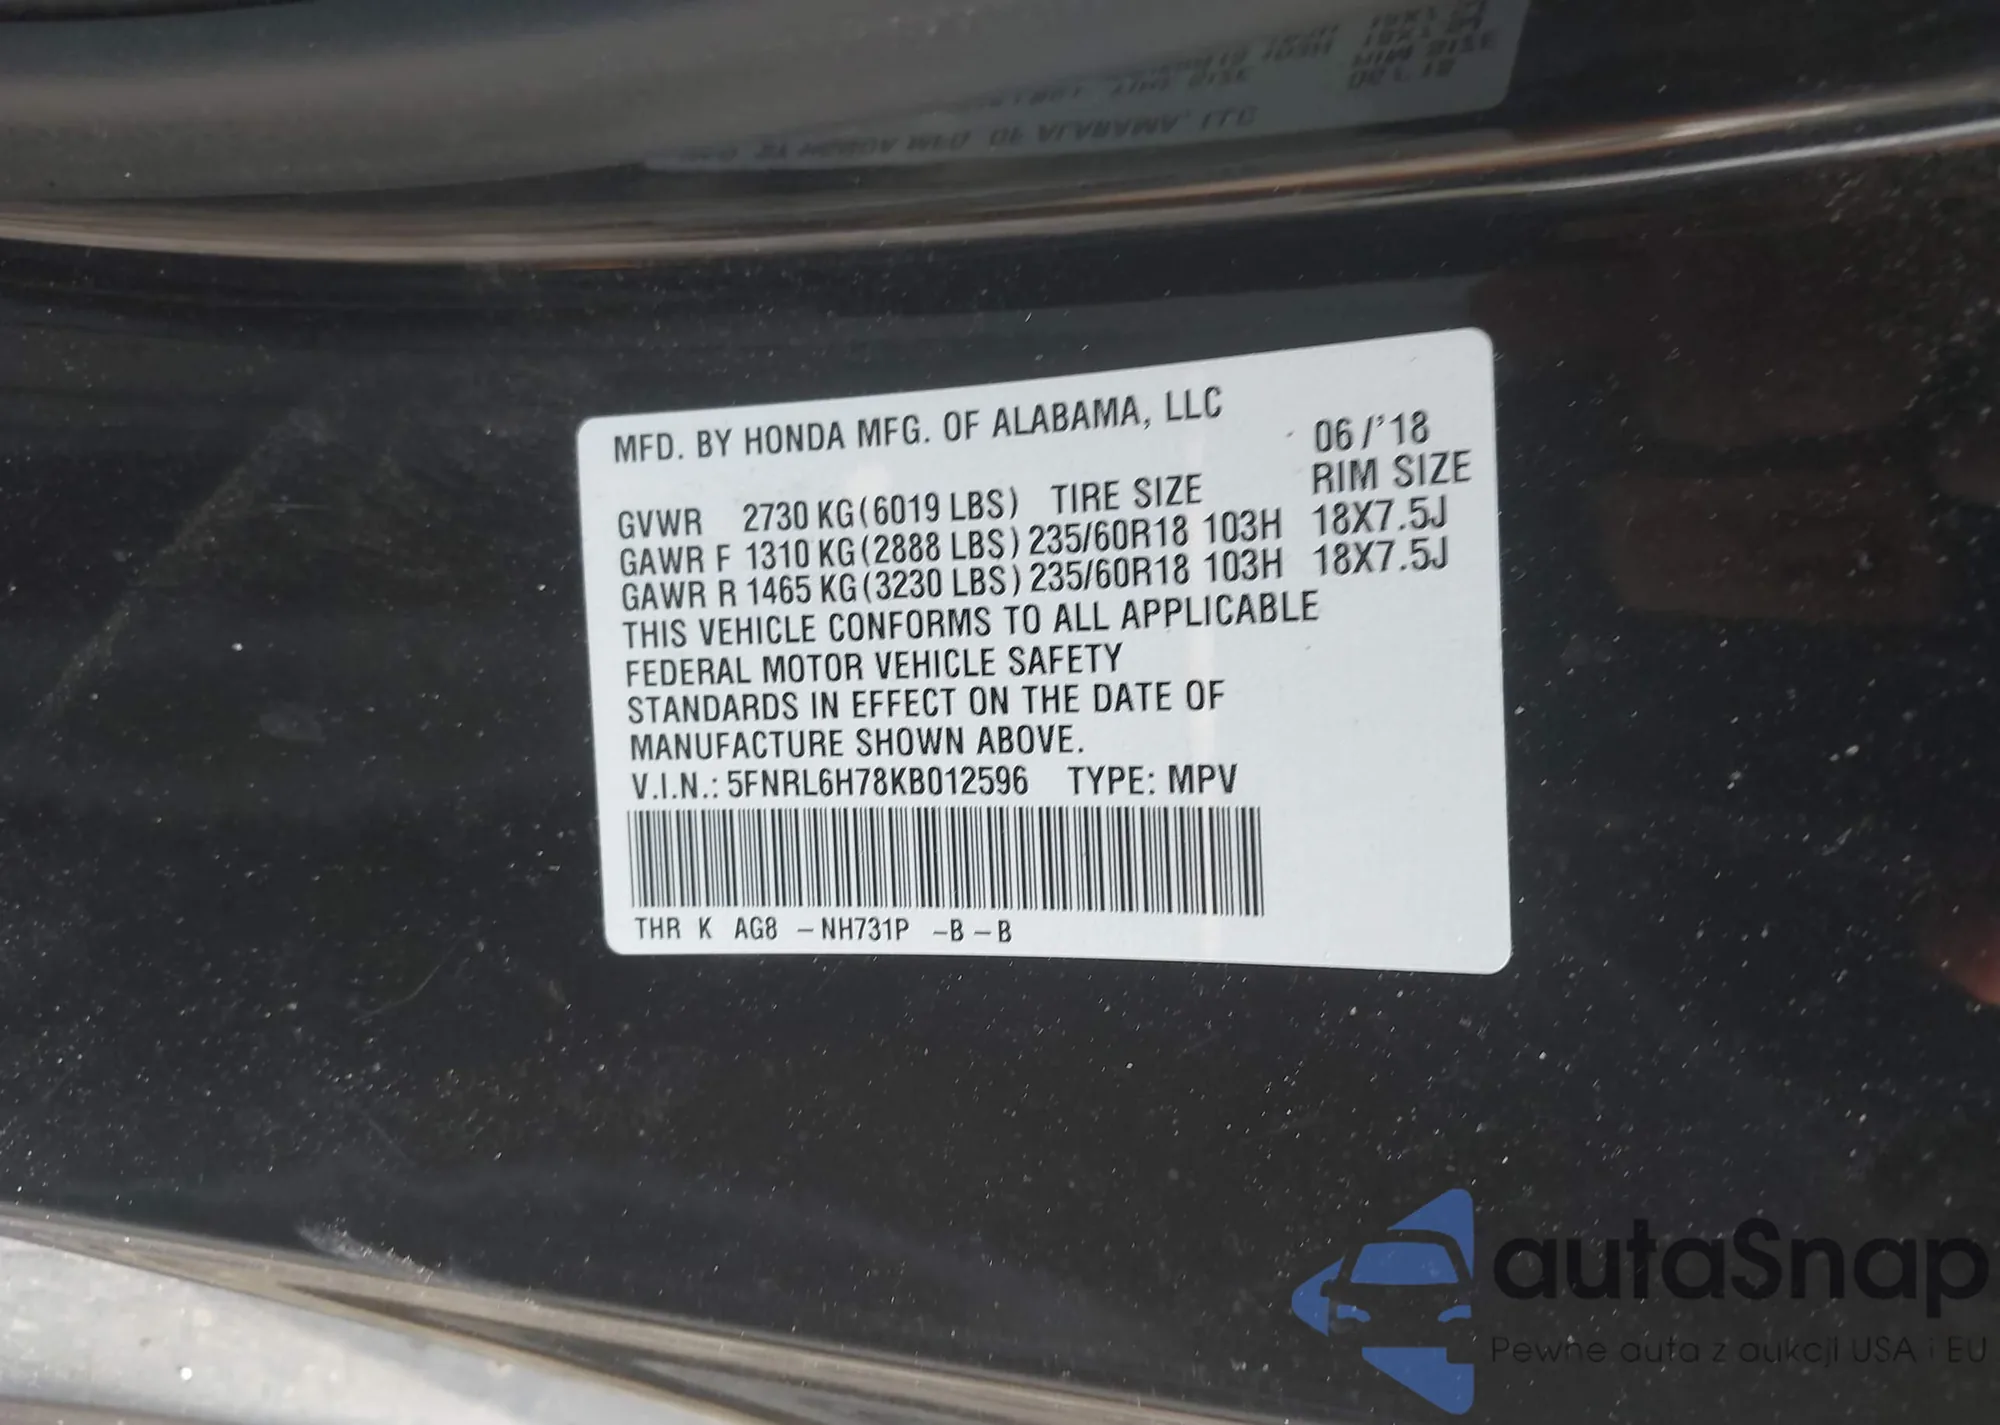 MFD. BY HONDA MFG. OF ALABAMA, LLC 06/'18
GVWR 2730 KG (6019 LBS) TIRE SIZE RIM SIZE
GAWR F 1310 KG (2888 LBS) 235/60R18 103H 18X7.5J
GAWR R 1465 KG (3230 LBS) 235/60R18 103H 18X7.5J
THIS VEHICLE CONFORMS TO ALL APPLICABLE
FEDERAL MOTOR VEHICLE SAFETY
STANDARDS IN EFFECT ON THE DATE OF
MANUFACTURE SHOWN ABOVE.
V.I.N.: 5FNRL6H78KB012596 TYPE: MPV
THR K AG8 -NH731P -B-B
autaSnap
Pewne auta z aukcji USA i EU